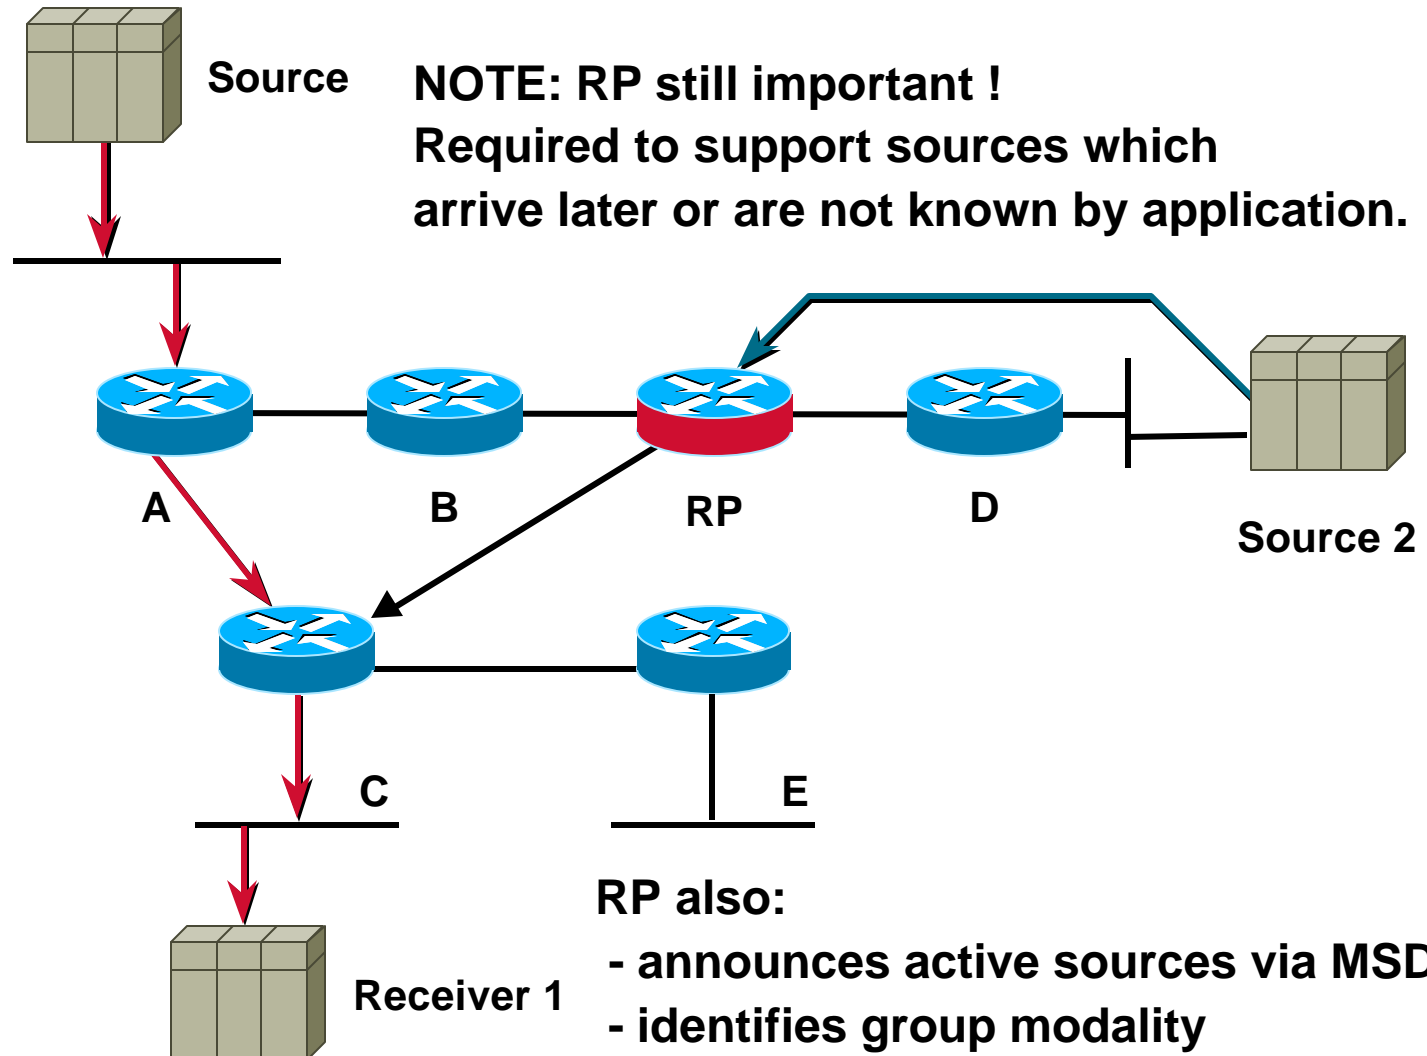 Source
NOTE: RP still important !
Required to support sources which
arrive later or are not known by application.
A
B
RP
D
Source 2
C
E
RP also:
- announces active sources via MSD
Receiver 1
- identifies group modality